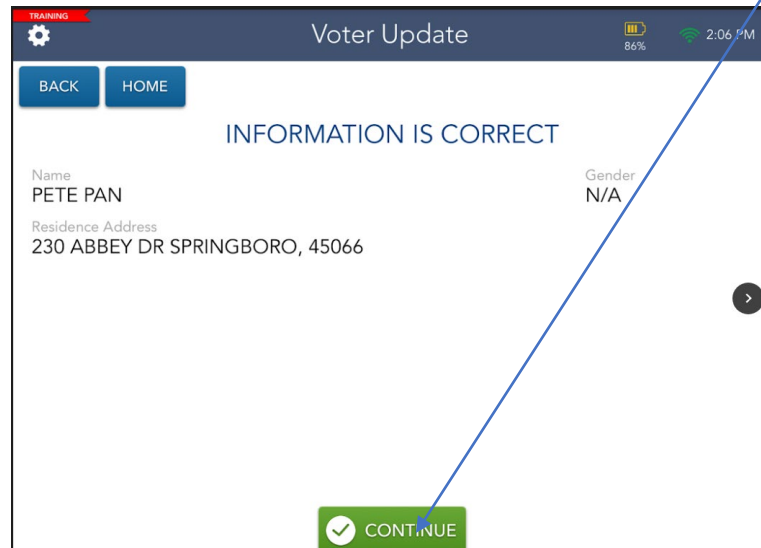 TRAINING
Voter Update
86%
2:06 PM
BACK
HOME
INFORMATION IS CORRECT
Name
Gender
PETE PAN
N/A
Residence Address
230 ABBEY DR SPRINGBORO, 45066
CONTINUE